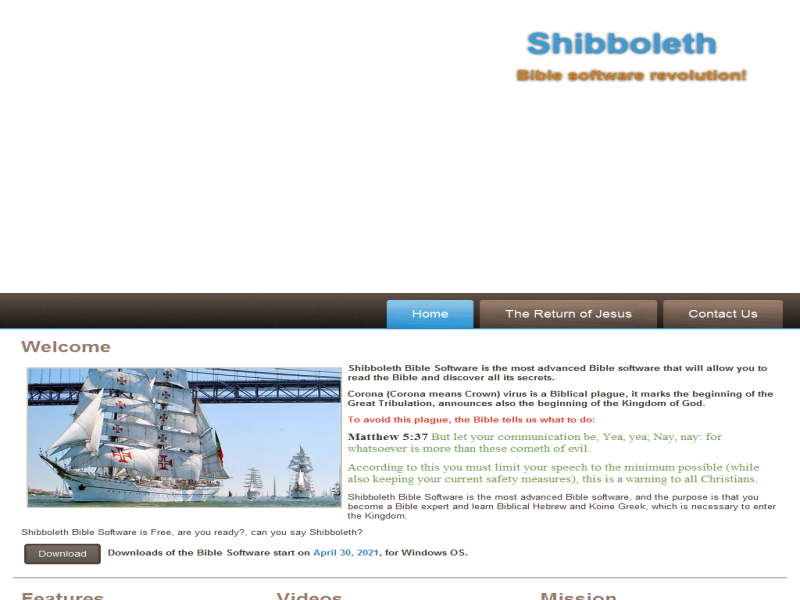 Shibboleth
Bible software revolution!
Home
The Return of Jesus
Contact Us
Welcome
Shibboleth Bible Software is the most advanced Bible software that will allow you to
read the Bible and discover all its secrets.
Corona (Corona means Crown) virus is a Biblical plague, it marks the beginning of the
Great Tribulation, announces also the beginning of the Kingdom of God.
To avoid this plague, the Bible tells us what to do:
Matthew 5:37 But let your communication be, Yea, yea; Nay, nay: for
whatsoever is more than these cometh of evil.
According to this you must limit your speech to the minimum possible (while
also keeping your current safety measures), this is a warning to all Christians.
Shibboleth Bible Software is the most advanced Bible software, and the purpose is that you
become a Bible expert and learn Biblical Hebrew and Koine Greek, which is necessary to enter
the Kingdom.
Shibboleth Bible Software is Free, are you ready?, can you say Shibboleth?
Download
Downloads of the Bible Software start on April 30, 2021, for Windows OS.
Features
Videos
Mission